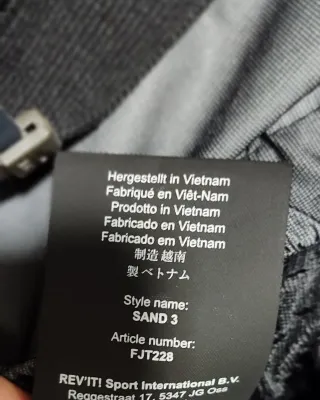 Hergestellt in Vietnam
Fabriqué en Viêt-Nam
Prodotto in Vietnam
Fabricado en Vietnam
Fabricado em Vietnam
制造 越南
製 ベトナム
Style name:
SAND 3
Article number:
FJT228
REV'IT! Sport International B.V.
Reggestraat 17, 5347 JG Oss